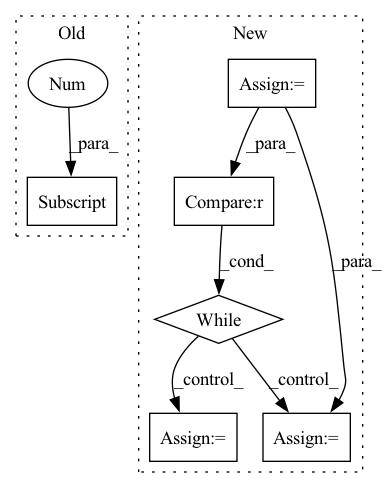 Old
New
Num
Assign:=
_para_
_para_
Subscript
Compare:r
_cond_
_para_
While
_control_
_control_
Assign:=
Assign:=